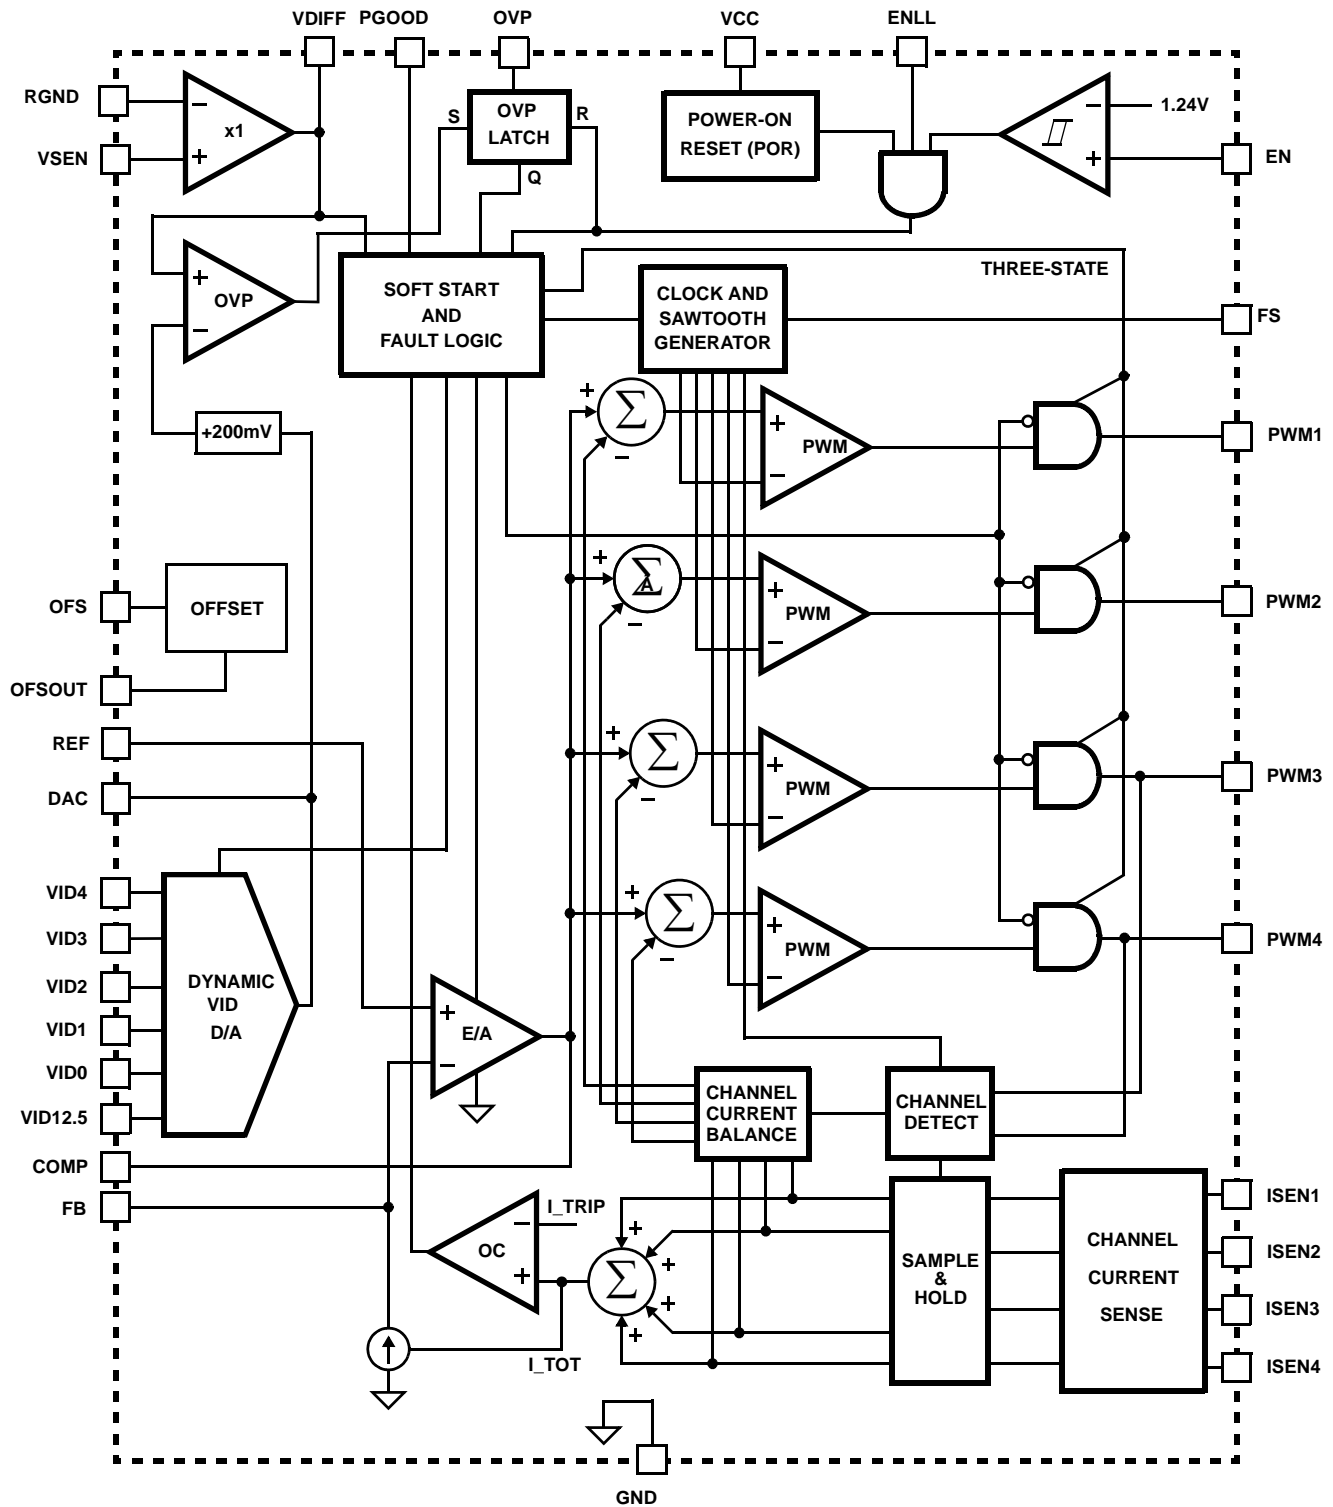 VDIFF PGOOD OVP VCC ENLL
RGND
− x1
VSEN
+
S
OVP
LATCH
R
Q
POWER-ON
RESET (POR)
−
1.24V
+
EN
+
OVP
−
SOFT START
AND
FAULT LOGIC
THREE-STATE
CLOCK AND
SAWTOOTH
GENERATOR
FS
+200mV
+
Σ
−
+
PWM
−
PWM1
OFS
OFFSET
OFSOUT
+
Σ
A
−
+
PWM
−
PWM2
REF
DAC
+
Σ
−
+
PWM
−
PWM3
VID4
VID3
VID2
VID1
VID0
VID12.5
DYNAMIC
VID
D/A
+
Σ
−
+
PWM
−
PWM4
+
E/A
−
CHANNEL
CURRENT
BALANCE
CHANNEL
DETECT
COMP
FB
−
I_TRIP
OC
+
+
+
Σ
+
+
I_TOT
SAMPLE
&
HOLD
CHANNEL
CURRENT
SENSE
ISEN1
ISEN2
ISEN3
ISEN4
GND